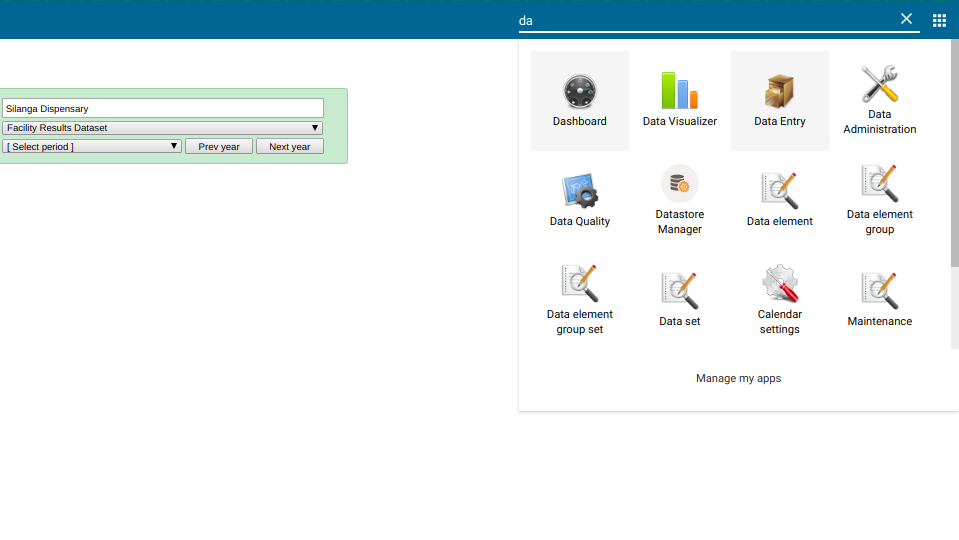 da
Silanga Dispensary
Facility Results Dataset
[ Select period ]
Prev year
Next year
Dashboard
Data Visualizer
Data Entry
Data
Administration
Data Quality
Datastore
Manager
Data element
Data element
group
Data element
group set
Data set
Calendar
settings
Maintenance
Manage my apps